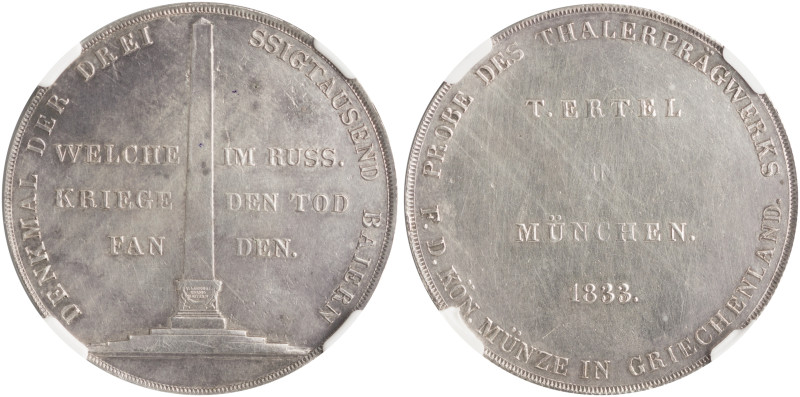 DENKMAL DER DREI SSIGTAUSEND BAIERN
WELCHE IM RUSS.
KRIEGE DEN TOD
FAN DEN.
PROBE DES THALERPRÄGWERKS
F. D. KÖN. MÜNZE IN GRIECHENLAND.
T. ERTEL
IN
MÜNCHEN.
1833.